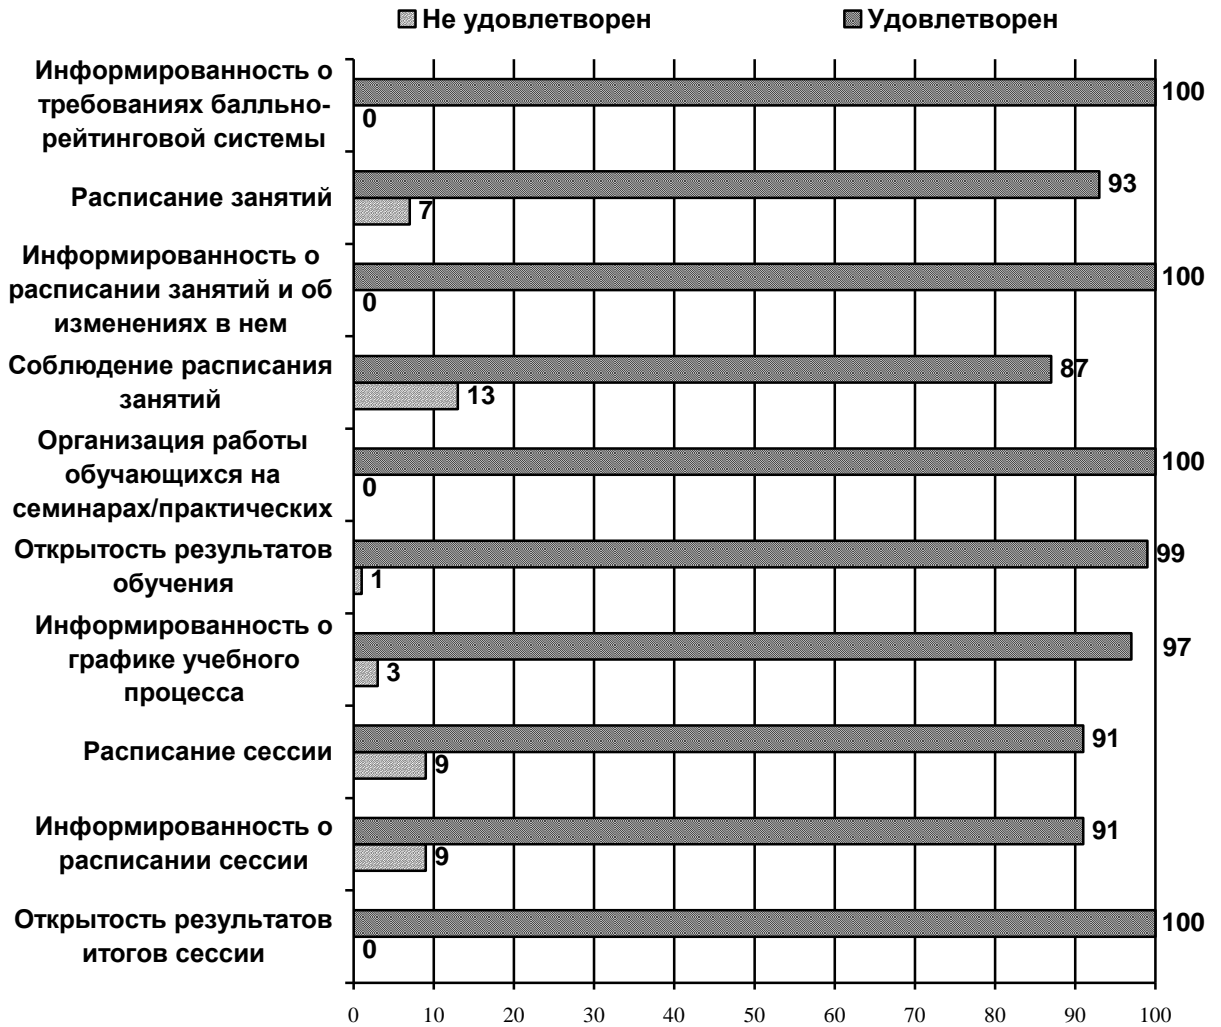 Не удовлетворен
Удовлетворен
Информированность о
требованиях балльно-
рейтинговой системы
100
0
Расписание занятий
93
7
Информированность о
расписании занятий и об
изменениях в нем
100
0
Соблюдение расписания
занятий
87
13
Организация работы
обучающихся на
семинарах/практических
100
0
Открытость результатов
обучения
99
1
Информированность о
графике учебного
процесса
97
3
Расписание сессии
91
9
Информированность о
расписании сессии
91
9
Открытость результатов
итогов сессии
100
0
0 10 20 30 40 50 60 70 80 90 100